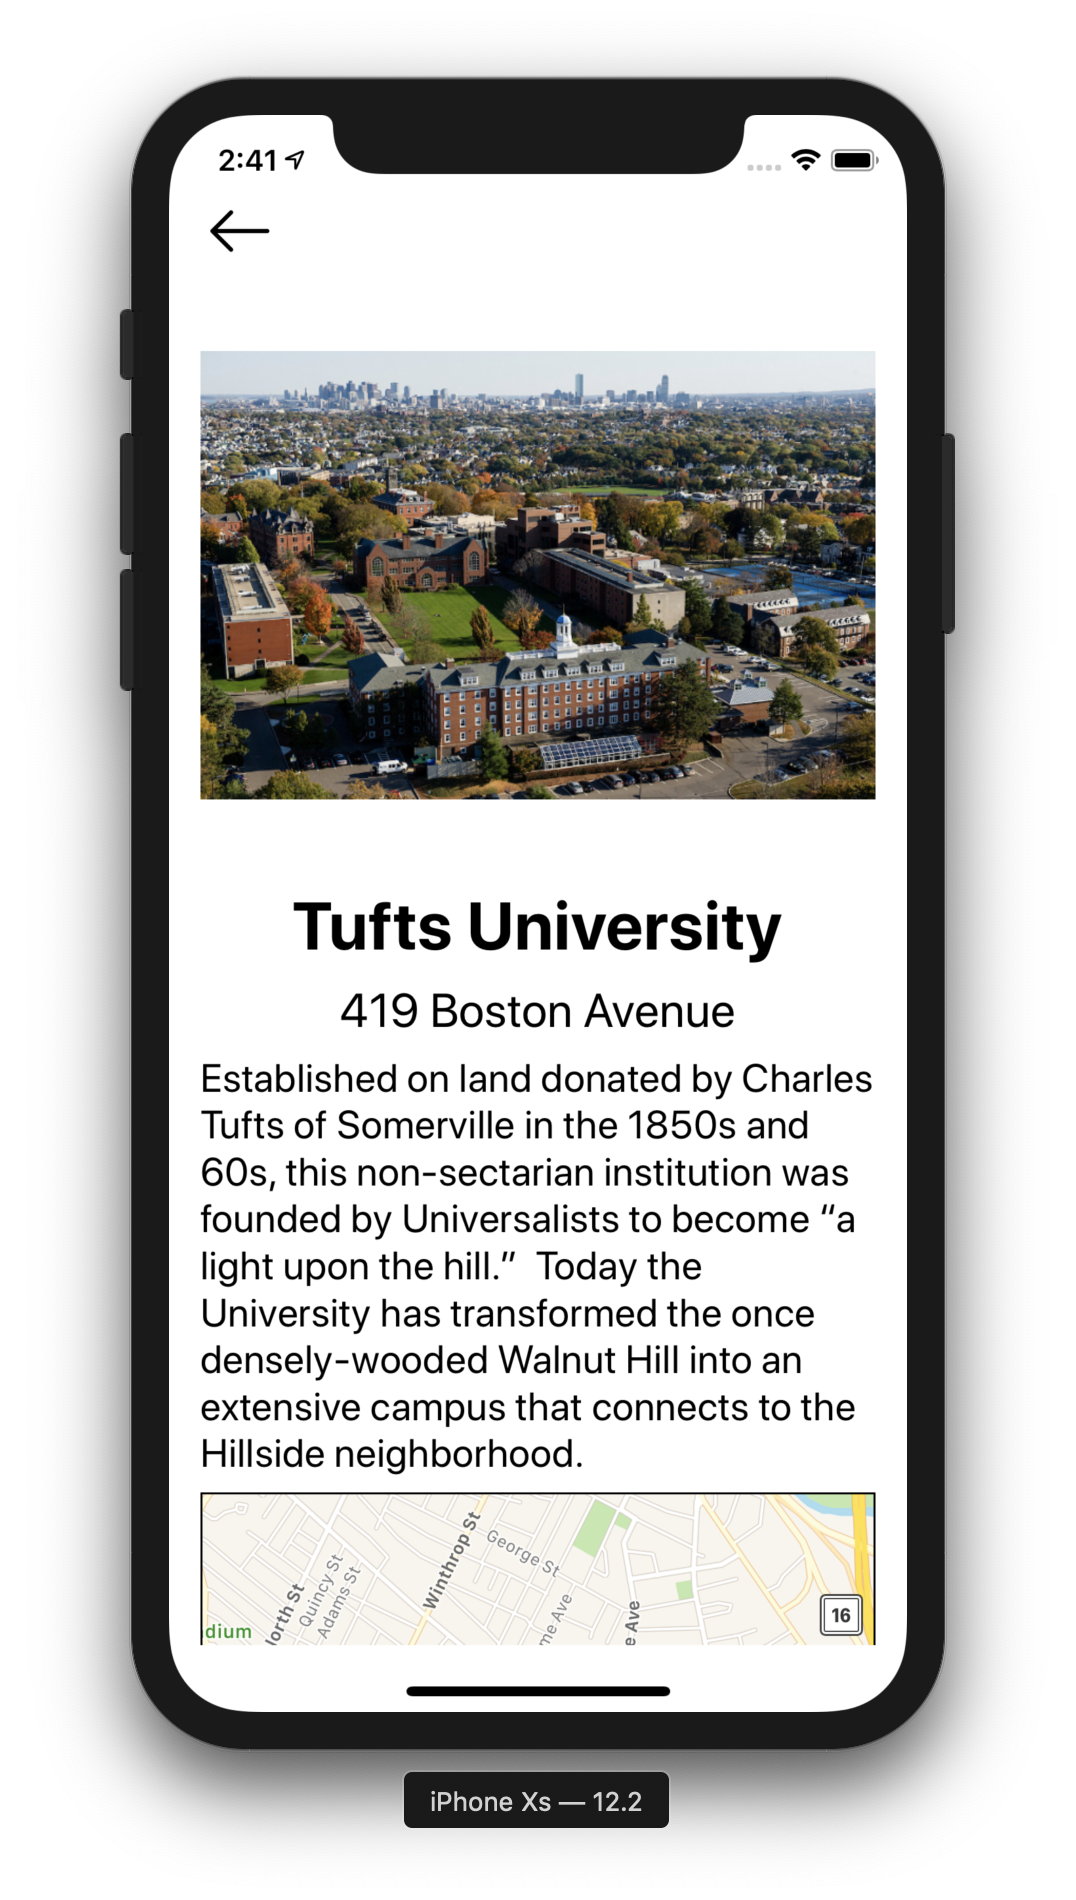 2:41
Tufts University
419 Boston Avenue
Established on land donated by Charles
Tufts of Somerville in the 1850s and
60s, this non-sectarian institution was
founded by Universalists to become “a
light upon the hill.”  Today the
University has transformed the once
densely-wooded Walnut Hill into an
extensive campus that connects to the
Hillside neighborhood.
Winthrop St
George St
Quincy St
Adams St
orth St
dium
me Ave
e Ave
16
iPhone Xs — 12.2